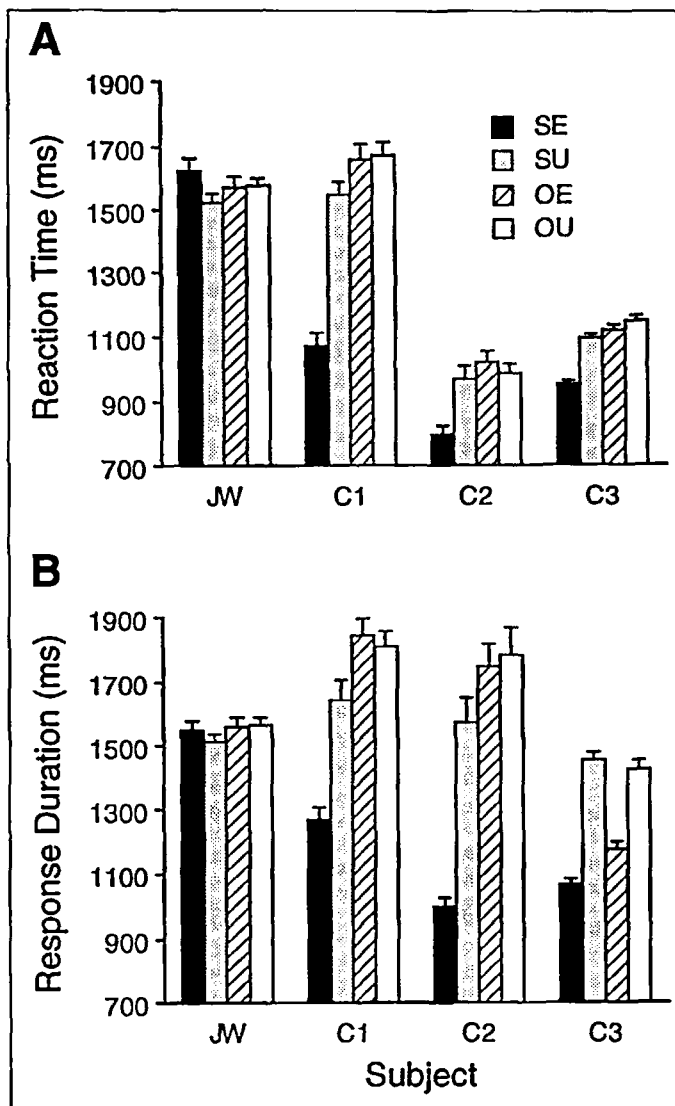 A
Reaction Time (ms)
1900
1700
1500
1300
1100
900
700
SE
SU
OE
OU
JW C1 C2 C3
B
Response Duration (ms)
1900
1700
1500
1300
1100
900
700
JW C1 C2 C3
Subject